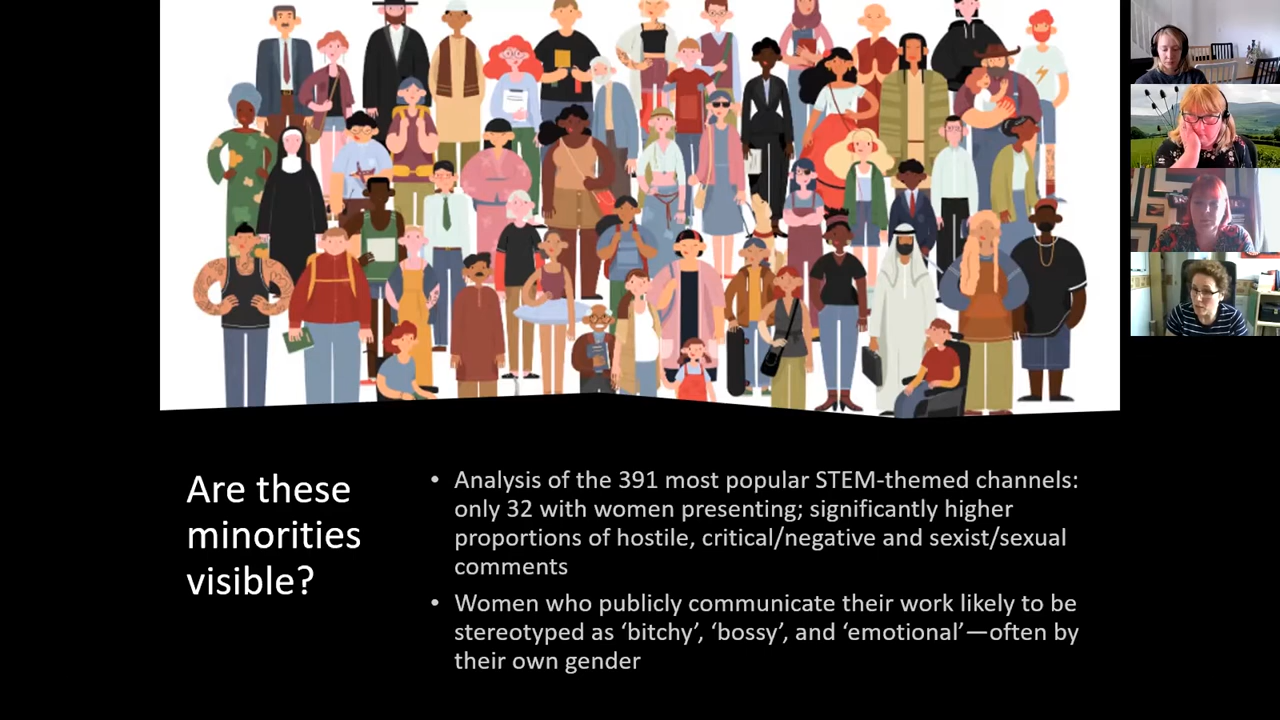 Are these
minorities
visible?
• Analysis of the 391 most popular STEM-themed channels:
only 32 with women presenting; significantly higher
proportions of hostile, critical/negative and sexist/sexual
comments
• Women who publicly communicate their work likely to be
stereotyped as ‘bitchy’, ‘bossy’, and ‘emotional’—often by
their own gender